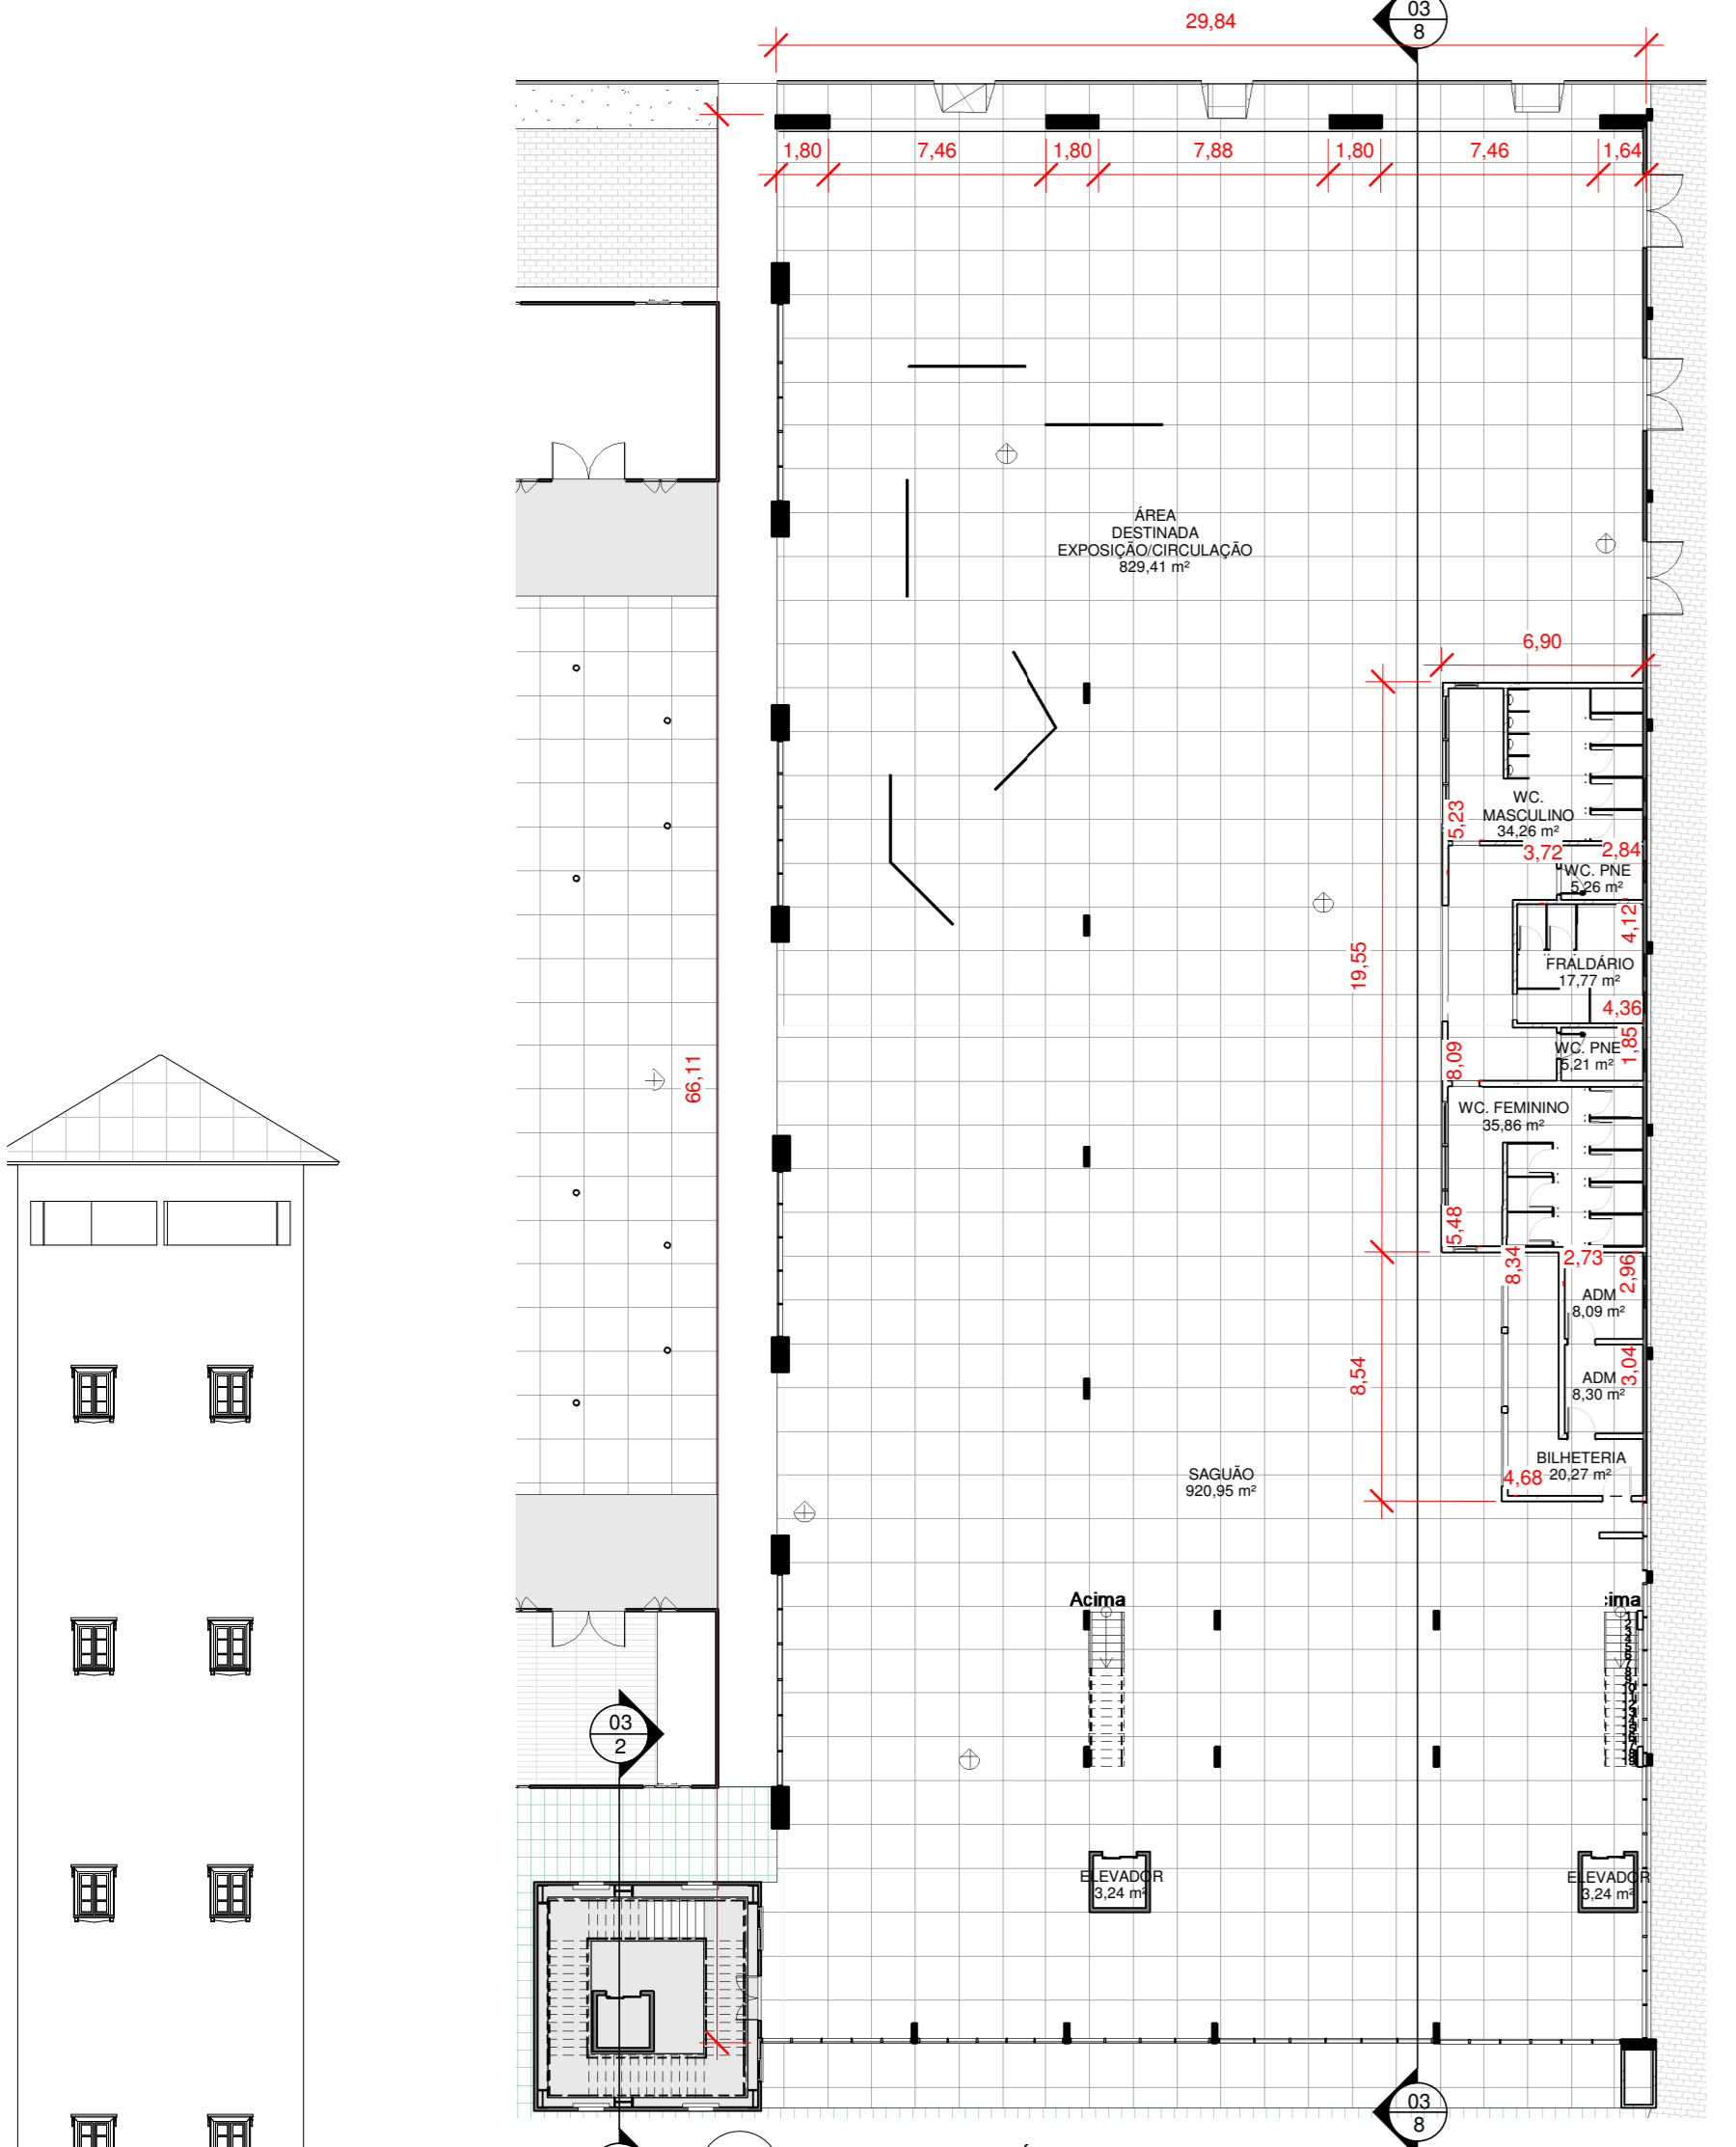 03
8
29,84
1,80
7,46
1,80
7,88
1,80
7,46
1,64
ÁREA
DESTINADA
EXPOSIÇÃO/CIRCULAÇÃO
829,41 m²
6,90
WC.
MASCULINO
34,26 m²
5,23
3,72
2,84
WC. PNE
5,26 m²
4,12
FRALDÁRIO
17,77 m²
19,55
4,36
WC. PNE
5,21 m²
1,85
8,09
66,11
WC. FEMININO
35,86 m²
5,48
8,34
2,73
2,96
ADM
8,09 m²
3,04
ADM
8,30 m²
8,54
BILHETERIA
20,27 m²
4,68
SAGUÃO
920,95 m²
Acima
cima
03
2
ELEVADOR
3,24 m²
ELEVADOR
3,24 m²
03
8